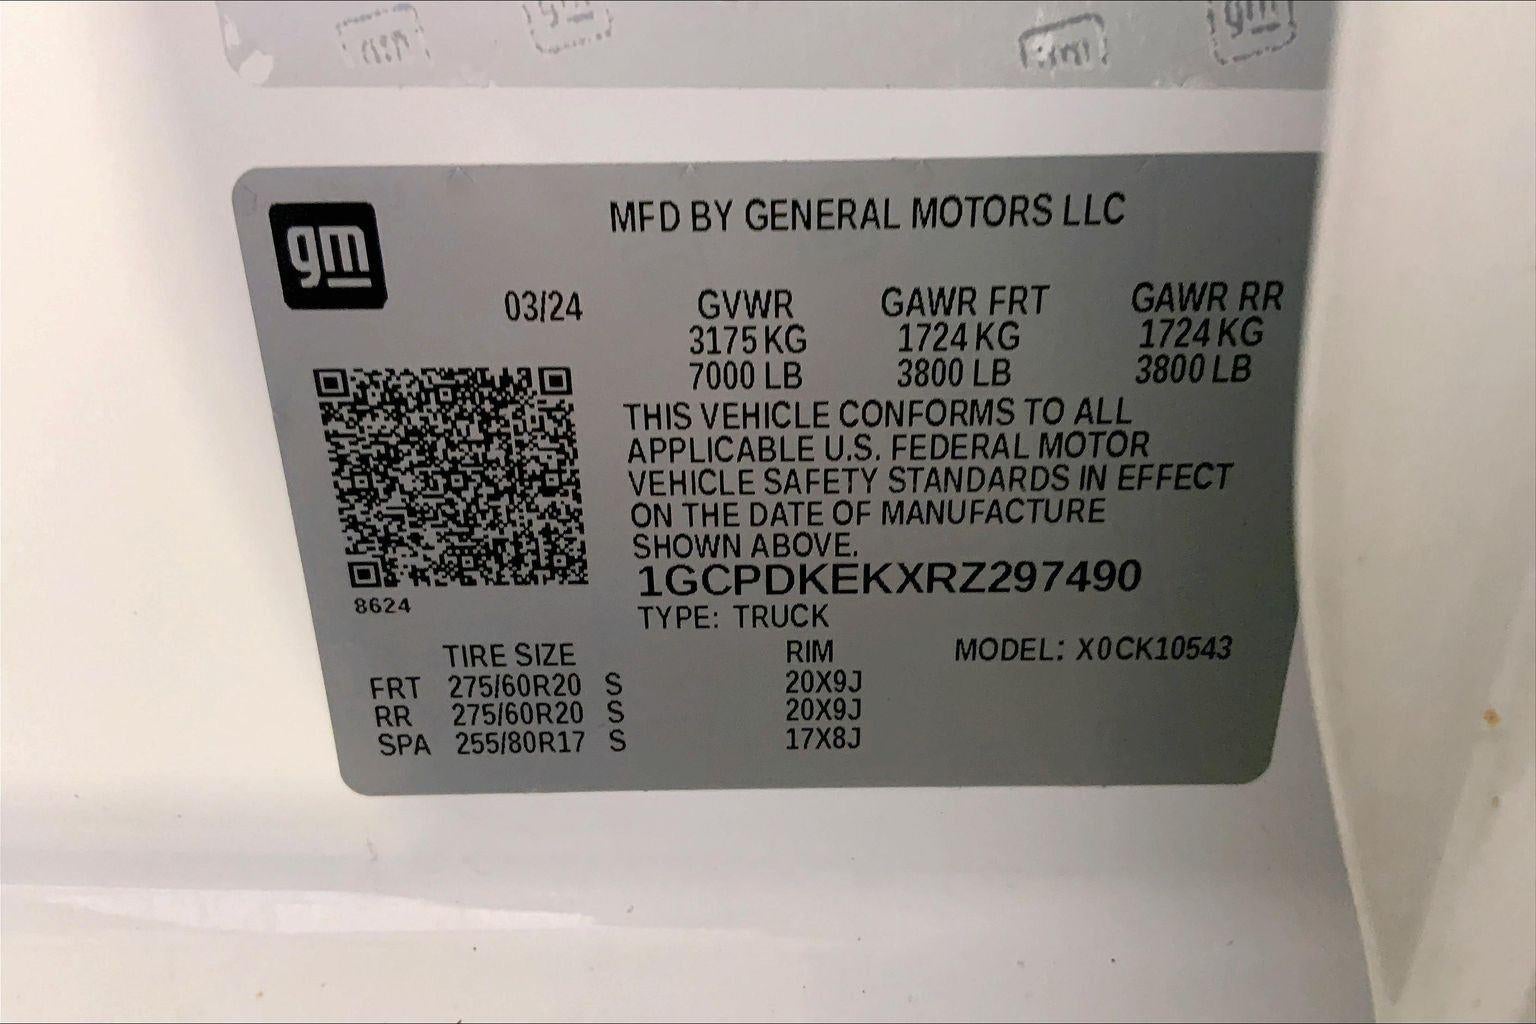 gm
gm
MFD BY GENERAL MOTORS LLC
gm
03/24 GVWR GAWR FRT GAWR RR
3175 KG 1724 KG 1724 KG
7000 LB 3800 LB 3800 LB
THIS VEHICLE CONFORMS TO ALL
APPLICABLE U.S. FEDERAL MOTOR
VEHICLE SAFETY STANDARDS IN EFFECT
ON THE DATE OF MANUFACTURE
SHOWN ABOVE.
1GCPDKEKXRZ297490
8624
TYPE: TRUCK
TIRE SIZE RIM MODEL: X0CK10543
FRT 275/60R20 S 20X9J
RR 275/60R20 S 20X9J
SPA 255/80R17 S 17X8J